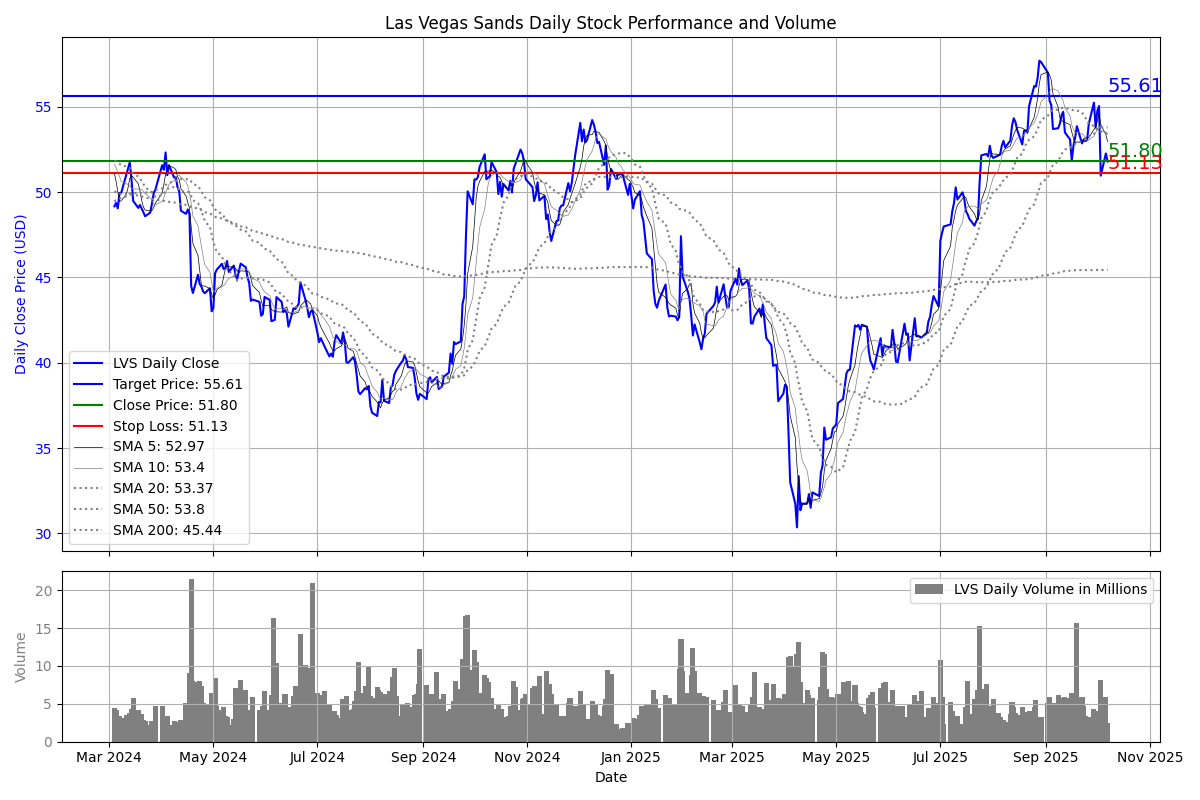 Las Vegas Sands Daily Stock Performance and Volume
Daily Close Price (USD)
55
50
45
40
35
30
55.61
51.80
51.13
LVS Daily Close
Target Price: 55.61
Close Price: 51.80
Stop Loss: 51.13
SMA 5: 52.97
SMA 10: 53.4
SMA 20: 53.37
SMA 50: 53.8
SMA 200: 45.44
Volume
20
15
10
5
0
LVS Daily Volume in Millions
Mar 2024 May 2024 Jul 2024 Sep 2024 Nov 2024 Jan 2025 Mar 2025 May 2025 Jul 2025 Sep 2025 Nov 2025
Date